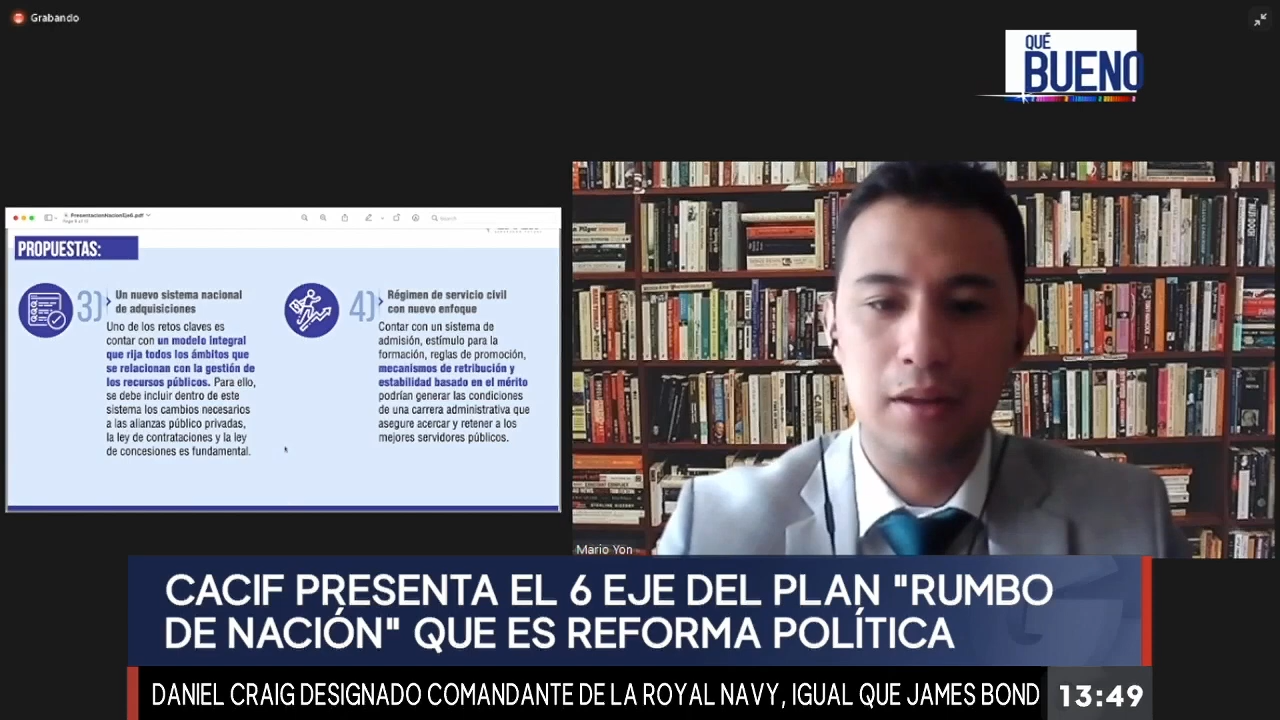 Grabando
QUÉ
BUENO
PresentacionNacionEje6.pdf
PROPUESTAS:
3)
Un nuevo sistema nacional
de adquisiciones
Uno de los retos claves es
contar con un modelo integral
que rija todos los ámbitos que
se relacionan con la gestión de
los recursos públicos. Para ello,
se debe incluir dentro de este
sistema los cambios necesarios
a las alianzas público privadas,
la ley de contrataciones y la ley
de concesiones es fundamental.
4)
Régimen de servicio civil
con nuevo enfoque
Contar con un sistema de
admisión, estímulo para la
formación, reglas de promoción,
mecanismos de retribución y
estabilidad basado en el mérito
podrían generar las condiciones
de una carrera administrativa que
asegure acercar y retener a los
mejores servidores públicos.
Mario Yon
CACIF PRESENTA EL 6 EJE DEL PLAN "RUMBO
DE NACIÓN" QUE ES REFORMA POLÍTICA
DANIEL CRAIG DESIGNADO COMANDANTE DE LA ROYAL NAVY, IGUAL QUE JAMES BOND
13:49